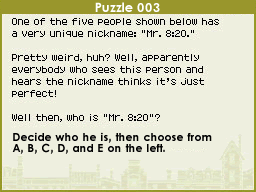 Puzzle 003
One of the five people shown below has
a very unique nickname: "Mr. 8:20."
Pretty weird, huh? Well, apparently
everybody who sees this person and
hears the nickname thinks it's just
perfect!
Well then, who is "Mr. 8:20"?
Decide who he is, then choose from
A, B, C, D, and E on the left.